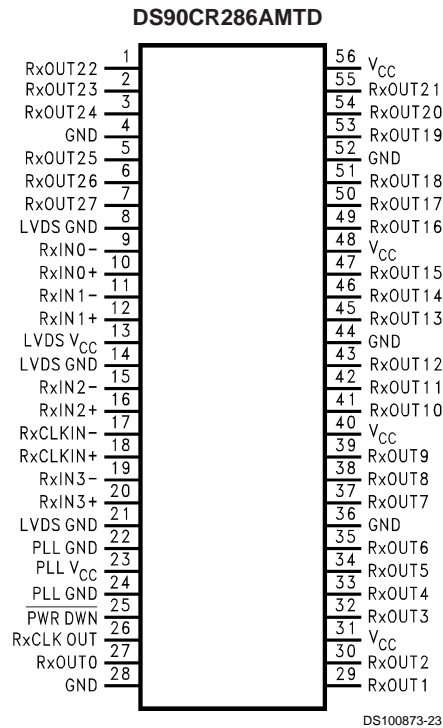 DS90CR286AMTD
RxOUT22 1
RxOUT23 2
RxOUT24 3
GND 4
RxOUT25 5
RxOUT26 6
RxOUT27 7
LVDS GND 8
RxIN0- 9
RxIN0+ 10
RxIN1- 11
RxIN1+ 12
LVDS VCC 13
LVDS GND 14
RxIN2- 15
RxIN2+ 16
RxCLKIN- 17
RxCLKIN+ 18
RxIN3- 19
RxIN3+ 20
LVDS GND 21
PLL GND 22
PLL VCC 23
PLL GND 24
PWR DWN 25
RxCLK OUT 26
RxOUT0 27
GND 28
56 VCC
55 RxOUT21
54 RxOUT20
53 RxOUT19
52 GND
51 RxOUT18
50 RxOUT17
49 RxOUT16
48 VCC
47 RxOUT15
46 RxOUT14
45 RxOUT13
44 GND
43 RxOUT12
42 RxOUT11
41 RxOUT10
40 VCC
39 RxOUT9
38 RxOUT8
37 RxOUT7
36 GND
35 RxOUT6
34 RxOUT5
33 RxOUT4
32 RxOUT3
31 VCC
30 RxOUT2
29 RxOUT1
DS100873-23